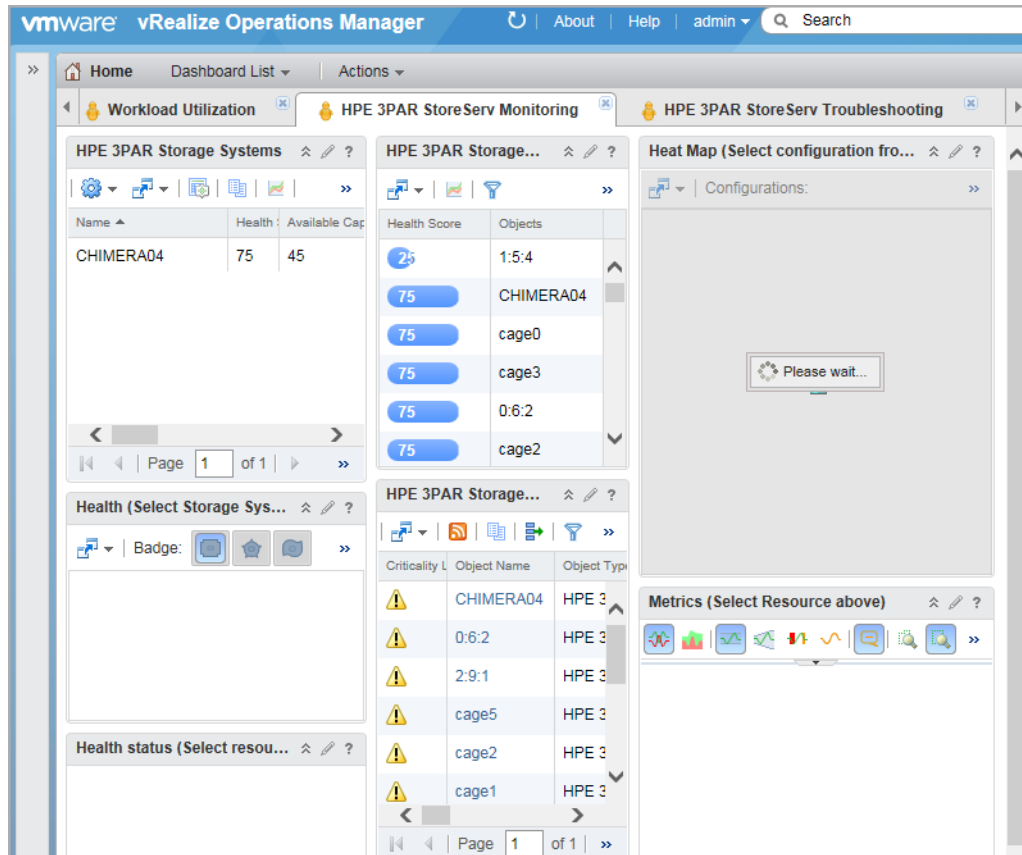 vmware vRealize Operations Manager
About | Help | admin
Search
Home Dashboard List Actions
Workload Utilization
HPE 3PAR StoreServ Monitoring
HPE 3PAR StoreServ Troubleshooting
HPE 3PAR Storage Systems ?
Name Health Available Cap
CHIMERA04 75 45
Page 1 of 1 »
Health (Select Storage Sys... ?
Badge: »
Health status (Select resou... ?
HPE 3PAR Storage... ?
Health Score Objects
25 1:5:4
75 CHIMERA04
75 cage0
75 cage3
75 0:6:2
75 cage2
HPE 3PAR Storage... ?
Criticality L Object Name Object Type
CHIMERA04 HPE 3
0:6:2 HPE 3
2:9:1 HPE 3
cage5 HPE 3
cage2 HPE 3
cage1 HPE 3
Page 1 of 1 »
Heat Map (Select configuration fro... ?
Configurations: »
Please wait...
Metrics (Select Resource above) ?